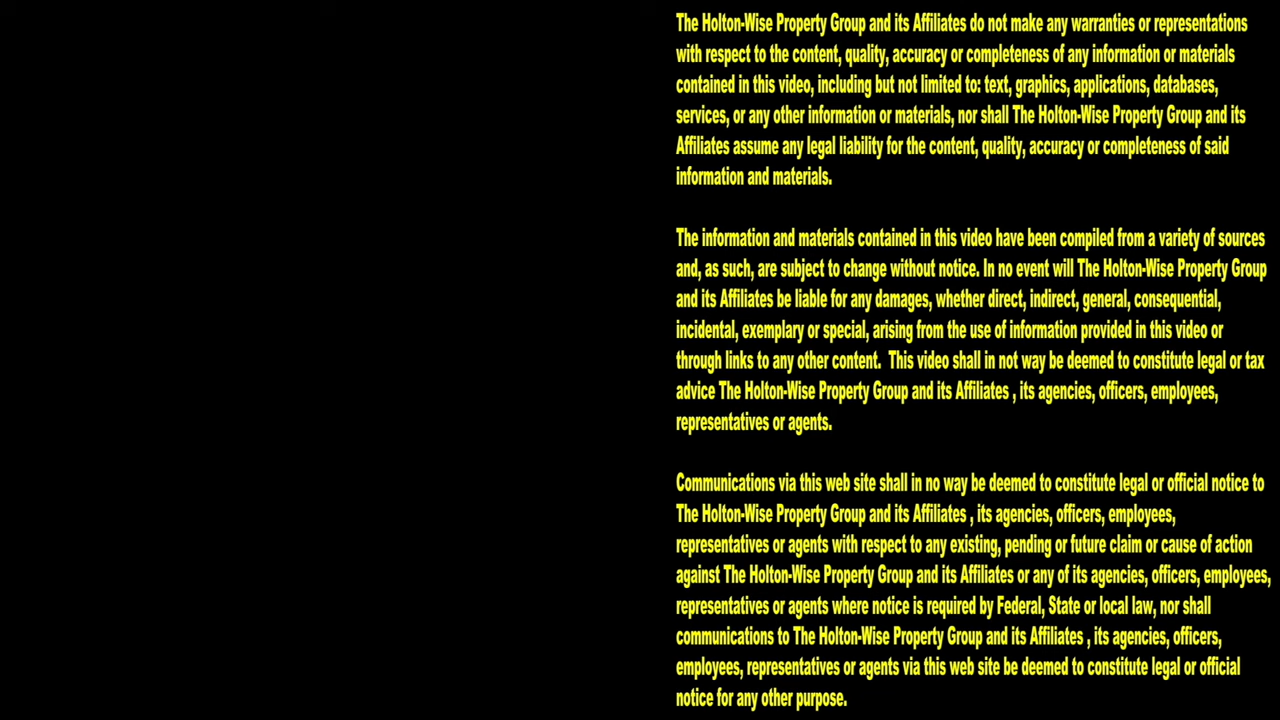 The Holton-Wise Property Group and its Affiliates do not make any warranties or representations
with respect to the content, quality, accuracy or completeness of any information or materials
contained in this video, including but not limited to: text, graphics, applications, databases,
services, or any other information or materials, nor shall The Holton-Wise Property Group and its
Affiliates assume any legal liability for the content, quality, accuracy or completeness of said
information and materials.
The information and materials contained in this video have been compiled from a variety of sources
and, as such, are subject to change without notice. In no event will The Holton-Wise Property Group
and its Affiliates be liable for any damages, whether direct, indirect, general, consequential,
incidental, exemplary or special, arising from the use of information provided in this video or
through links to any other content.  This video shall in not way be deemed to constitute legal or tax
advice The Holton-Wise Property Group and its Affiliates , its agencies, officers, employees,
representatives or agents.
Communications via this web site shall in no way be deemed to constitute legal or official notice to
The Holton-Wise Property Group and its Affiliates , its agencies, officers, employees,
representatives or agents with respect to any existing, pending or future claim or cause of action
against The Holton-Wise Property Group and its Affiliates or any of its agencies, officers, employees,
representatives or agents where notice is required by Federal, State or local law, nor shall
communications to The Holton-Wise Property Group and its Affiliates , its agencies, officers,
employees, representatives or agents via this web site be deemed to constitute legal or official
notice for any other purpose.